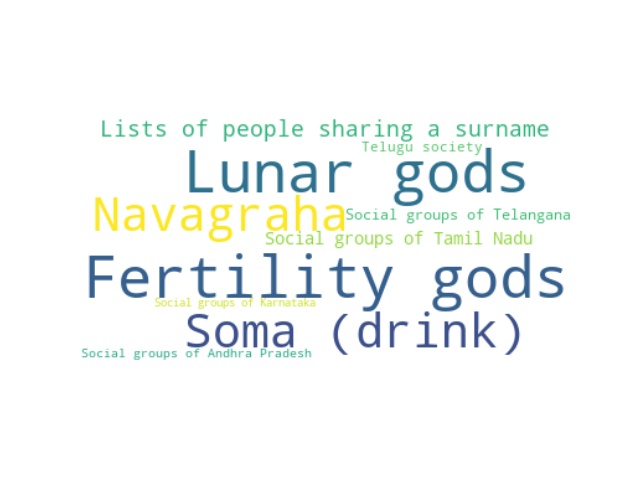 Lists of people sharing a surname
Telugu society
Lunar gods
Navagraha
Social groups of Telangana
Social groups of Tamil Nadu
Fertility gods
Social groups of Karnataka
Soma (drink)
Social groups of Andhra Pradesh